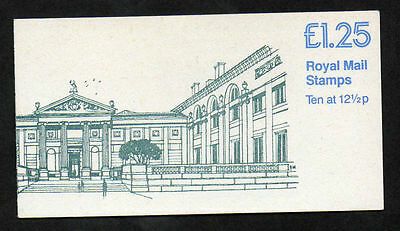 £1.25
Royal Mail
Stamps
Ten at 12½p